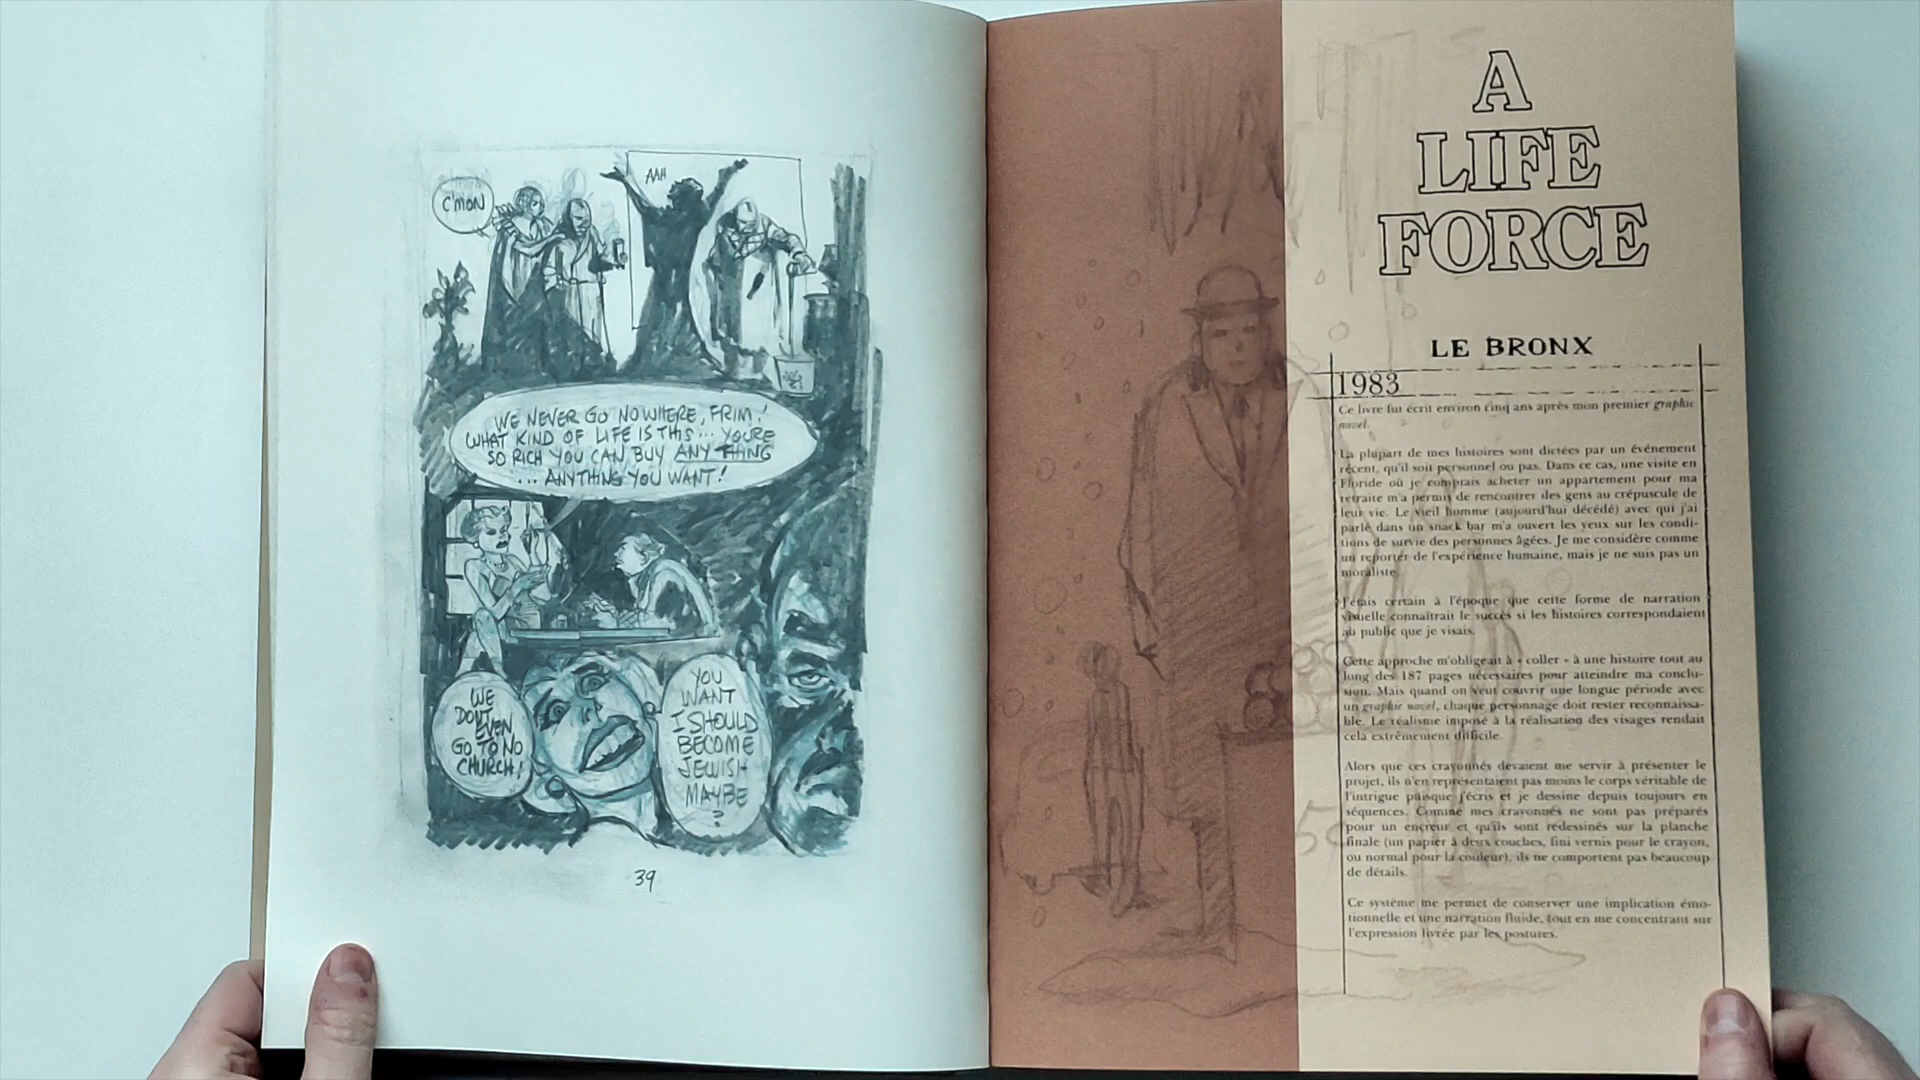 C'MON
AAH
WE NEVER GO NOWHERE, FRIM!
WHAT KIND OF LIFE IS THIS... YOURE
SO RICH YOU CAN BUY ANY THING
... ANYTHING YOU WANT!
WE
DON'T
EVEN
GO TO NO
CHURCH!
YOU
WANT
I SHOULD
BECOME
JEWISH
MAYBE
?
39
A
LIFE
FORCE
LE BRONX
1983
Ce livre fut écrit environ cinq ans après mon premier graphic
novel.
La plupart de mes histoires sont dictées par un événement
récent, qu'il soit personnel ou pas. Dans ce cas, une visite en
Floride où je comptais acheter un appartement pour ma
retraite m'a permis de rencontrer des gens au crépuscule de
leur vie. Le vieil homme (aujourd'hui décédé) avec qui j'ai
parlé dans un snack bar m'a ouvert les yeux sur les condi-
tions de survie des personnes âgées. Je me considère comme
un reporter de l'expérience humaine, mais je ne suis pas un
moraliste.
J'étais certain à l'époque que cette forme de narration
visuelle connaîtrait le succès si les histoires correspondaient
au public que je visais.
Cette approche m'obligeait à « coller » à une histoire tout au
long des 187 pages nécessaires pour atteindre ma conclu-
sion. Mais quand on veut couvrir une longue période avec
un graphic novel, chaque personnage doit rester reconnaissa-
ble. Le réalisme imposé à la réalisation des visages rendait
cela extrêmement difficile.
Alors que ces crayonnés devaient me servir à présenter le
projet, ils n'en représentaient pas moins le corps véritable de
l'intrigue puisque j'écris et je dessine depuis toujours en
séquences. Comme mes crayonnés ne sont pas préparés
pour un encreur et qu'ils sont redessinés sur la planche
finale (un papier à deux couches, fini vernis pour le crayon,
ou normal pour la couleur), ils ne comportent pas beaucoup
de détails.
Ce système me permet de conserver une implication émo-
tionnelle et une narration fluide, tout en me concentrant sur
l'expression livrée par les postures.